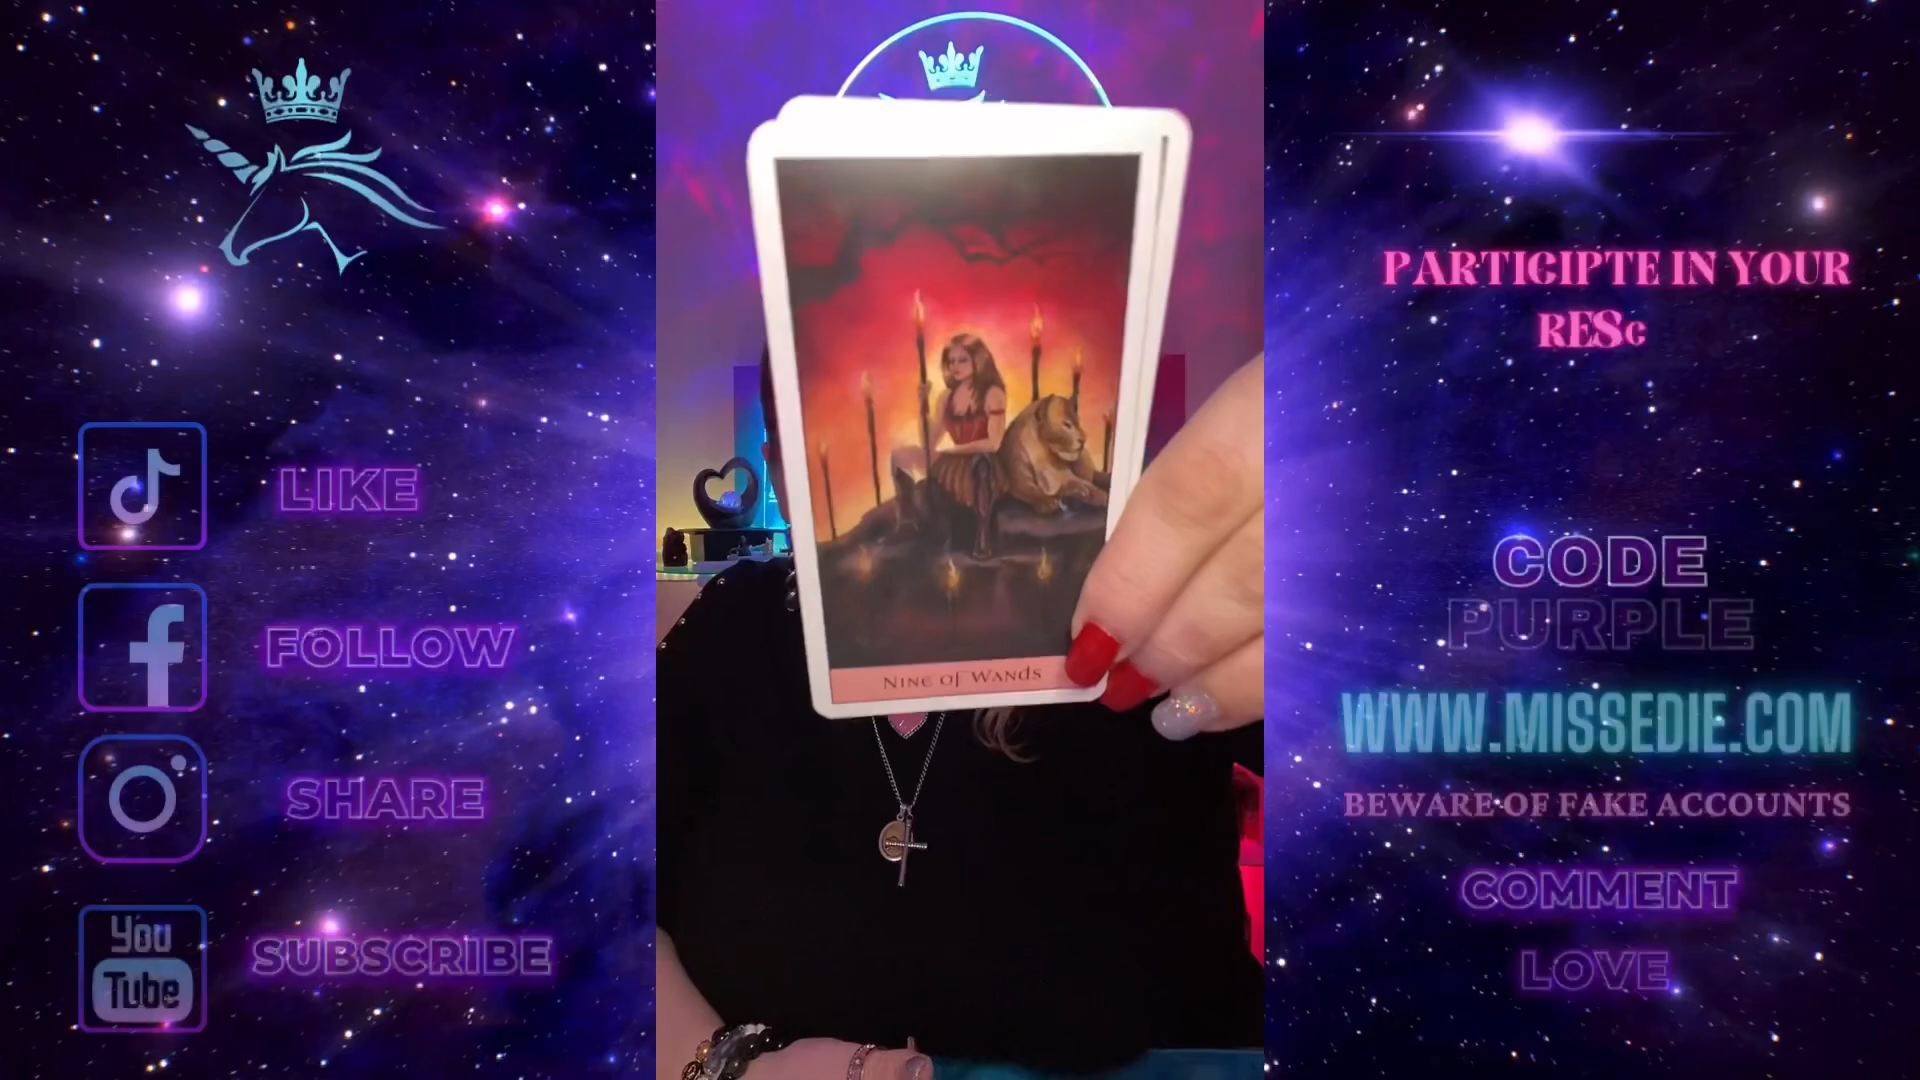 LIKE
FOLLOW
SHARE
You
Tube
SUBSCRIBE
NINE OF WANDS
PARTICIPTE IN YOUR
RESC
CODE
PURPLE
WWW.MISSEDIE.COM
BEWARE OF FAKE ACCOUNTS
COMMENT
LOVE